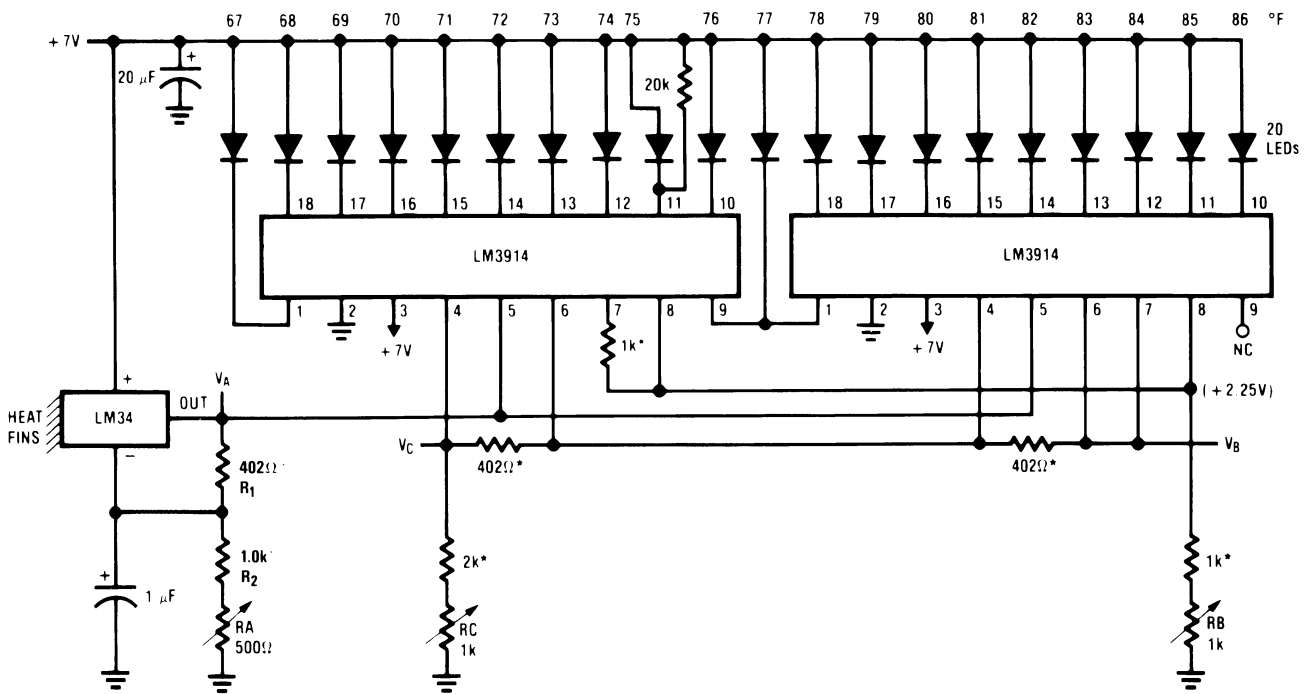 67 68 69 70 71 72 73 74 75 76 77 78 79 80 81 82 83 84 85 86 °F
+ 7V
20 μF +
20k
20 LEDs
18 17 16 15 14 13 12 11 10
18 17 16 15 14 13 12 11 10
LM3914
LM3914
1 2 3 4 5 6 7 8 9
1 2 3 4 5 6 7 8 9
+ 7V
1k*
+ 7V
NC
(+ 2.25V)
HEAT FINS
+
LM34
−
OUT
VA
VC
402Ω*
402Ω*
VB
402Ω
R1
1.0k
R2
2k*
1k*
+
1 μF
RA
500Ω
RC
1k
RB
1k